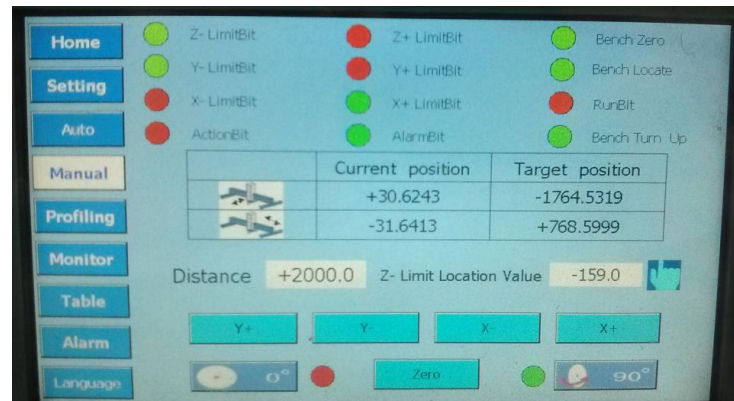 Home
Z- LimitBit
Z+ LimitBit
Bench Zero
Setting
Y- LimitBit
Y+ LimitBit
Bench Locate
X- LimitBit
X+ LimitBit
RunBit
Auto
ActionBit
AlarmBit
Bench Turn Up
Manual
Current position
Target position
+30.6243
-1764.5319
Profiling
-31.6413
+768.5999
Monitor
Distance
+2000.0
Z- Limit Location Value
-159.0
Table
Y+
Y-
X-
X+
Alarm
0°
Zero
90°
Language